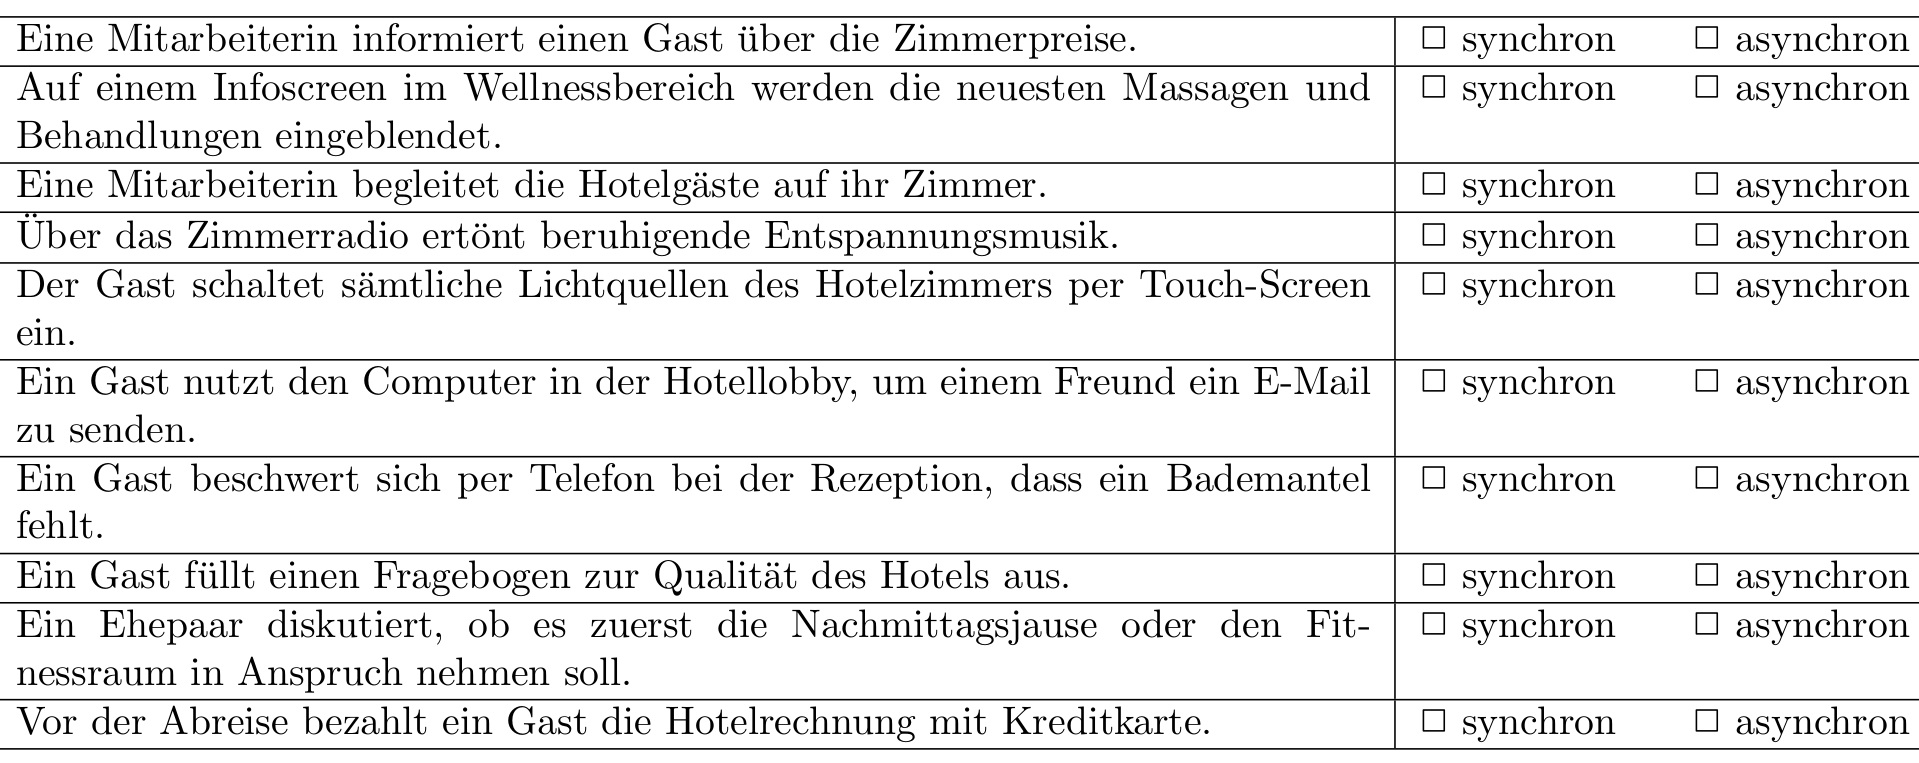 Eine Mitarbeiterin informiert einen Gast über die Zimmerpreise. □ synchron □ asynchron
Auf einem Infoscreen im Wellnessbereich werden die neuesten Massagen und □ synchron □ asynchron
Behandlungen eingeblendet.
Eine Mitarbeiterin begleitet die Hotelgäste auf ihr Zimmer. □ synchron □ asynchron
Über das Zimmerradio ertönt beruhigende Entspannungsmusik. □ synchron □ asynchron
Der Gast schaltet sämtliche Lichtquellen des Hotelzimmers per Touch-Screen □ synchron □ asynchron
ein.
Ein Gast nutzt den Computer in der Hotellobby, um einem Freund ein E-Mail □ synchron □ asynchron
zu senden.
Ein Gast beschwert sich per Telefon bei der Rezeption, dass ein Bademantel □ synchron □ asynchron
fehlt.
Ein Gast füllt einen Fragebogen zur Qualität des Hotels aus. □ synchron □ asynchron
Ein Ehepaar diskutiert, ob es zuerst die Nachmittagsjause oder den Fit- □ synchron □ asynchron
nessraum in Anspruch nehmen soll.
Vor der Abreise bezahlt ein Gast die Hotelrechnung mit Kreditkarte. □ synchron □ asynchron